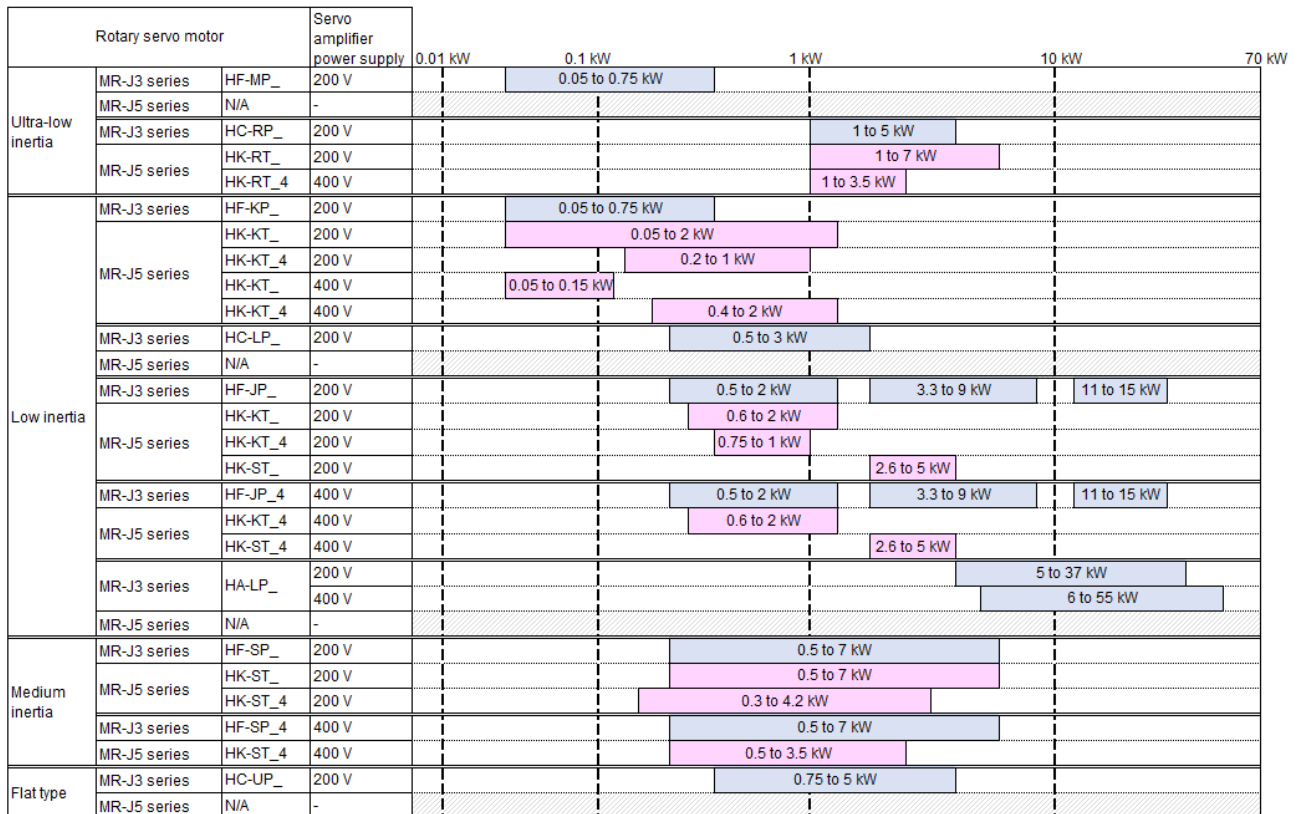 Rotary servo motor
Servo
amplifier
power supply
0.01 kW 0.1 kW 1 kW 10 kW 70 kW
Ultra-low
inertia
MR-J3 series HF-MP_ 200 V 0.05 to 0.75 kW
MR-J5 series N/A -
MR-J3 series HC-RP_ 200 V 1 to 5 kW
MR-J5 series
HK-RT_ 200 V 1 to 7 kW
HK-RT_4 400 V 1 to 3.5 kW
Low inertia
MR-J3 series HF-KP_ 200 V 0.05 to 0.75 kW
MR-J5 series
HK-KT_ 200 V 0.05 to 2 kW
HK-KT_4 200 V 0.2 to 1 kW
HK-KT_ 400 V 0.05 to 0.15 kW
HK-KT_4 400 V 0.4 to 2 kW
MR-J3 series HC-LP_ 200 V 0.5 to 3 kW
MR-J5 series N/A -
MR-J3 series HF-JP_ 200 V 0.5 to 2 kW 3.3 to 9 kW 11 to 15 kW
MR-J5 series
HK-KT_ 200 V 0.6 to 2 kW
HK-KT_4 200 V 0.75 to 1 kW
HK-ST_ 200 V 2.6 to 5 kW
MR-J3 series HF-JP_4 400 V 0.5 to 2 kW 3.3 to 9 kW 11 to 15 kW
MR-J5 series
HK-KT_4 400 V 0.6 to 2 kW
HK-ST_4 400 V 2.6 to 5 kW
MR-J3 series HA-LP_
200 V 5 to 37 kW
400 V 6 to 55 kW
MR-J5 series N/A -
Medium
inertia
MR-J3 series HF-SP_ 200 V 0.5 to 7 kW
MR-J5 series
HK-ST_ 200 V 0.5 to 7 kW
HK-ST_4 200 V 0.3 to 4.2 kW
MR-J3 series HF-SP_4 400 V 0.5 to 7 kW
MR-J5 series HK-ST_4 400 V 0.5 to 3.5 kW
Flat type
MR-J3 series HC-UP_ 200 V 0.75 to 5 kW
MR-J5 series N/A -